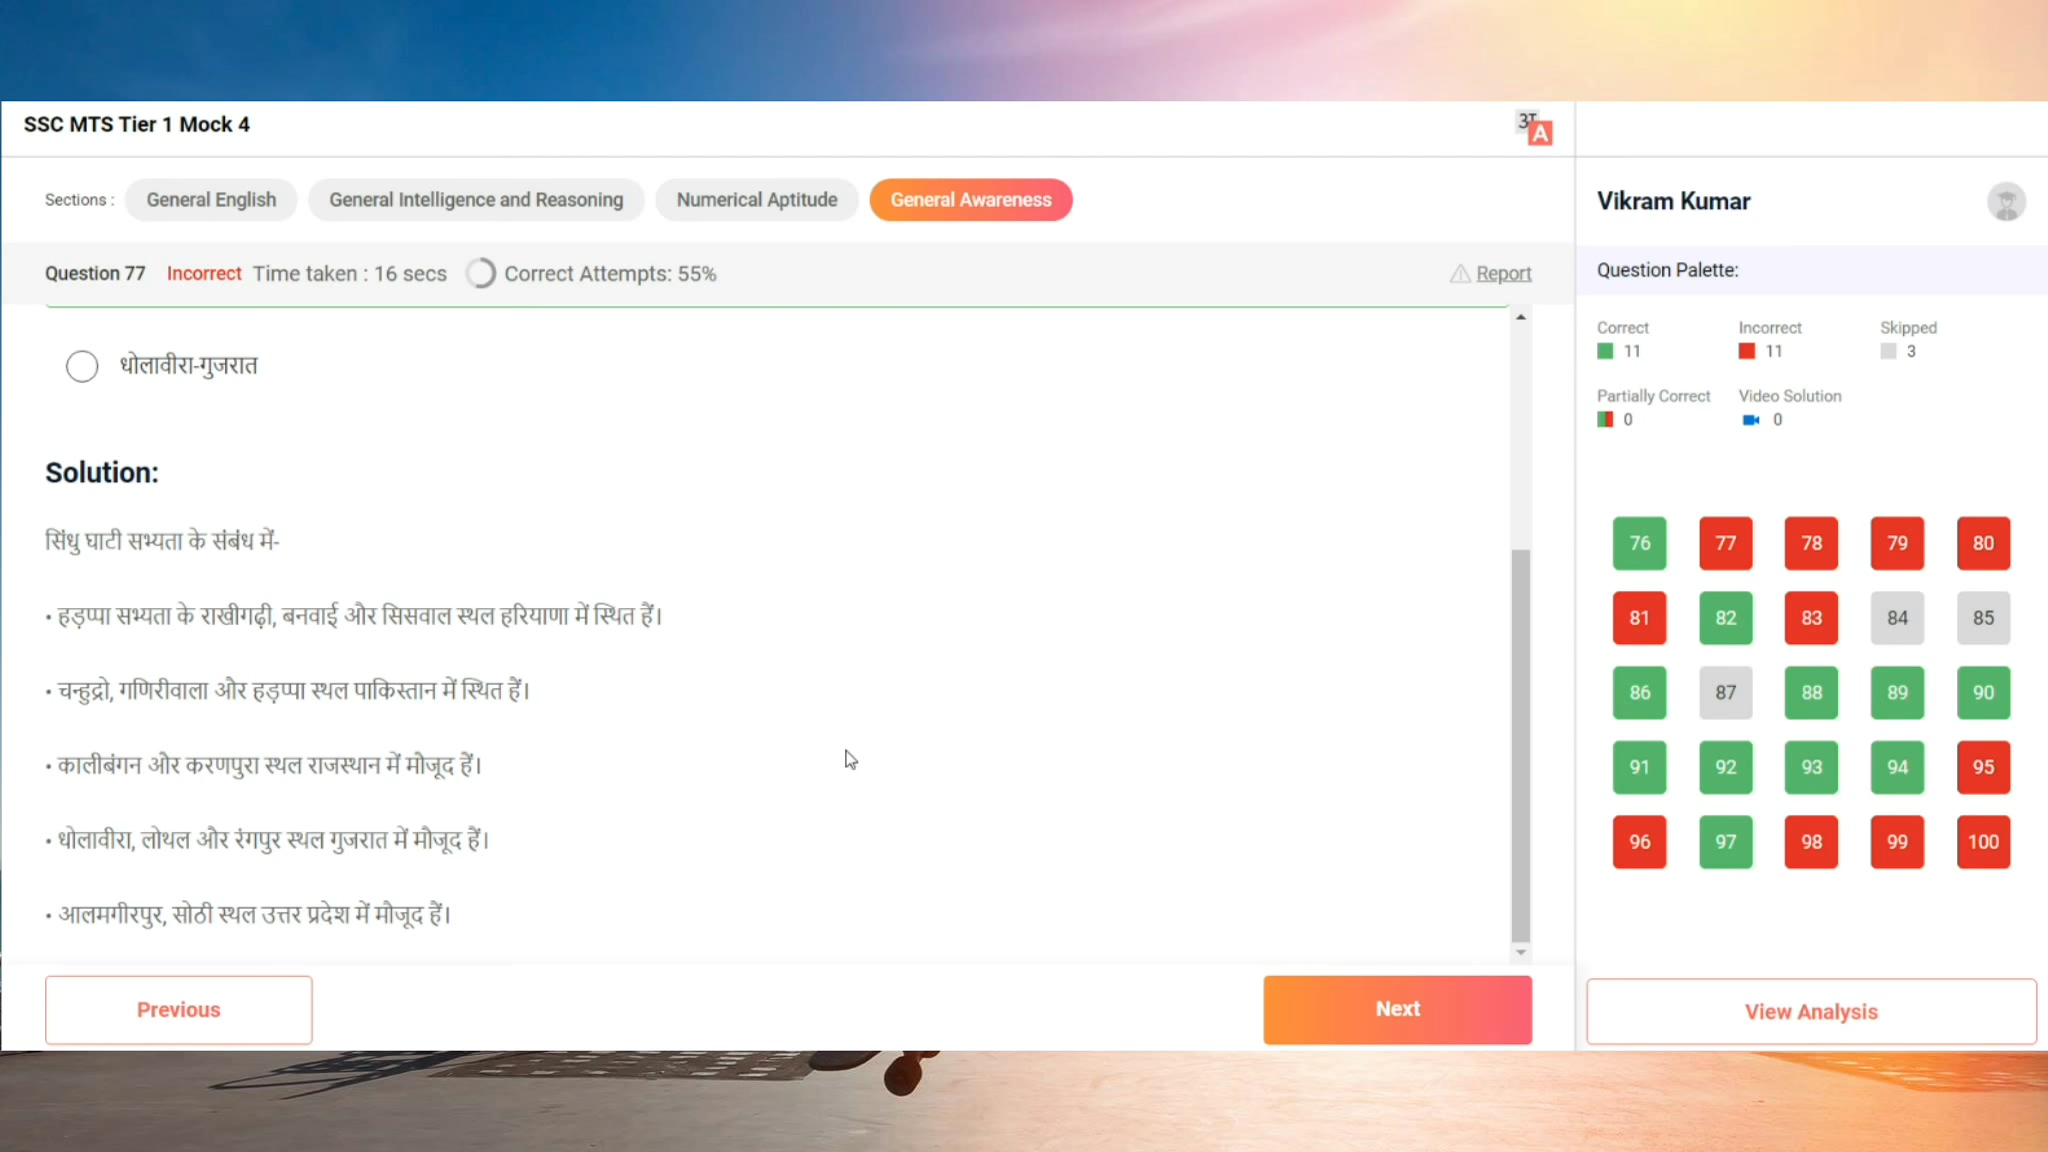 SSC MTS Tier 1 Mock 4
अ A
Sections : General English General Intelligence and Reasoning Numerical Aptitude General Awareness
Question 77 Incorrect Time taken : 16 secs Correct Attempts: 55% Report
धोलावीरा-गुजरात
Solution:
सिंधु घाटी सभ्यता के संबंध में-
• हड़प्पा सभ्यता के राखीगढ़ी, बनवाई और सिसवाल स्थल हरियाणा में स्थित हैं।
• चन्हुद्रो, गणिरीवाला और हड़प्पा स्थल पाकिस्तान में स्थित हैं।
• कालीबंगन और करणपुरा स्थल राजस्थान में मौजूद हैं।
• धोलावीरा, लोथल और रंगपुर स्थल गुजरात में मौजूद हैं।
• आलमगीरपुर, सोठी स्थल उत्तर प्रदेश में मौजूद हैं।
Previous
Next
Vikram Kumar
Question Palette:
Correct Incorrect Skipped
11 11 3
Partially Correct Video Solution
0 0
76 77 78 79 80
81 82 83 84 85
86 87 88 89 90
91 92 93 94 95
96 97 98 99 100
View Analysis